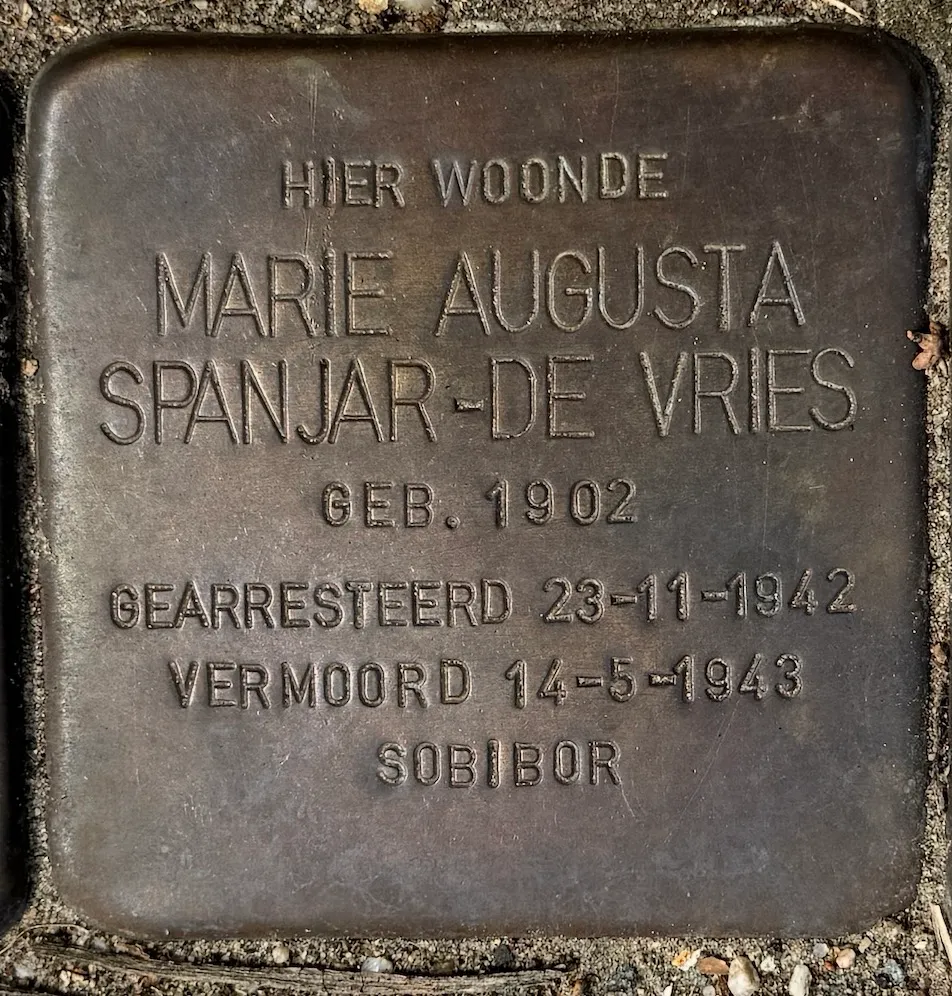 HIER WOONDE
MARIE AUGUSTA
SPANJAR-DE VRIES
GEB. 1902
GEARRESTEERD 23-11-1942
VERMOORD 14-5-1943
SOBIBOR